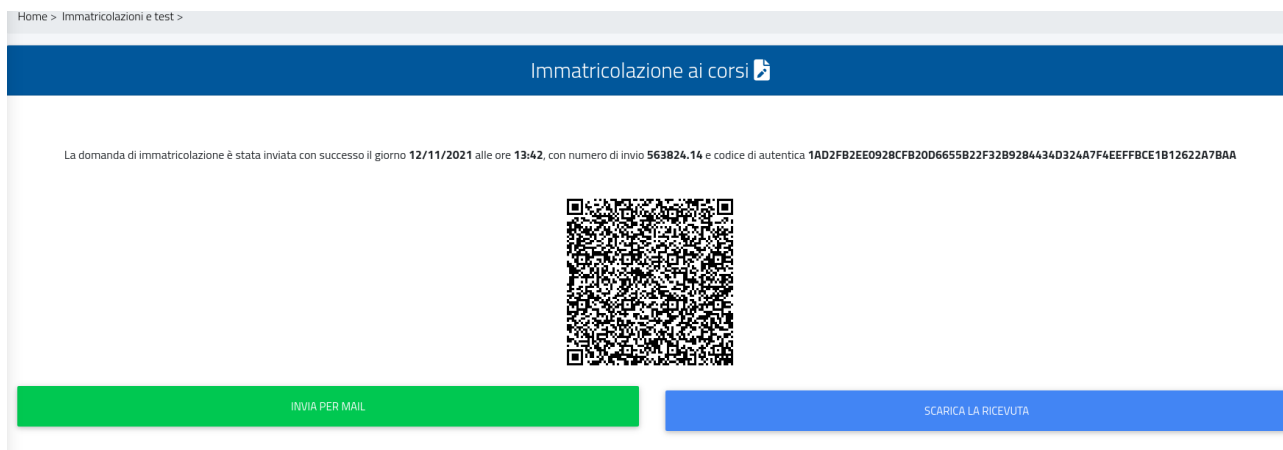 Home > Immatricolazioni e test >
Immatricolazione ai corsi
La domanda di immatricolazione è stata inviata con successo il giorno 12/11/2021 alle ore 13:42, con numero di invio 563824.14 e codice di autentica 1AD2FB2EE0928CFB20D6655B22F32B9284434D324A7F4EEFFBCE1B12622A7BAA
INVIA PER MAIL
SCARICA LA RICEVUTA